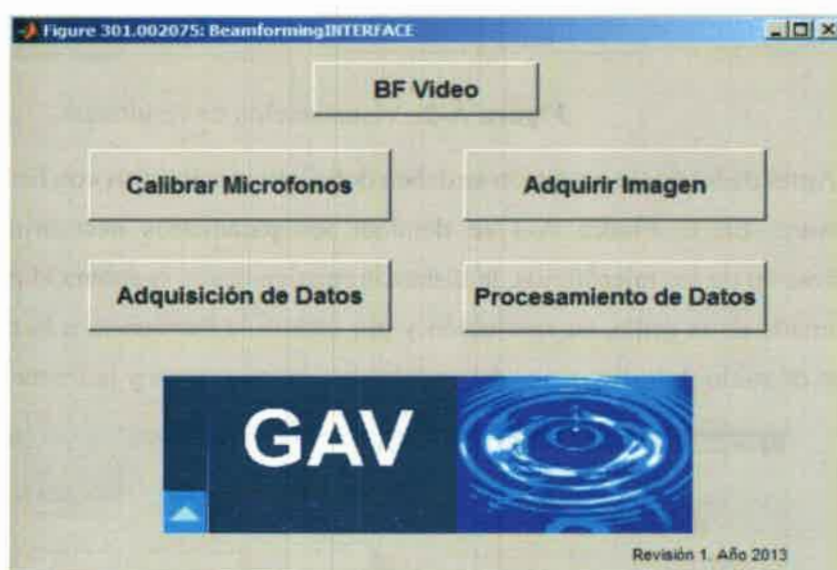 Figure 301.002075: BeamformingINTERFACE
BF Video
Calibrar Microfonos
Adquirir Imagen
Adquisición de Datos
Procesamiento de Datos
GAV
Revisión 1. Año 2013